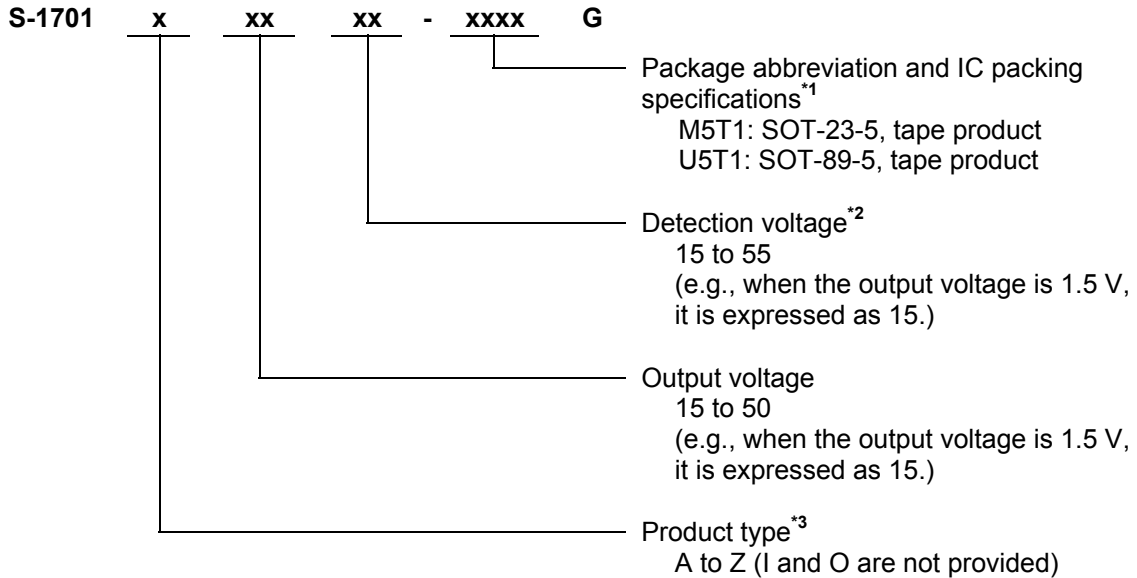 S-1701 x xx xx - xxxx G
Package abbreviation and IC packing
specifications*1
M5T1: SOT-23-5, tape product
U5T1: SOT-89-5, tape product
Detection voltage*2
15 to 55
(e.g., when the output voltage is 1.5 V,
it is expressed as 15.)
Output voltage
15 to 50
(e.g., when the output voltage is 1.5 V,
it is expressed as 15.)
Product type*3
A to Z (I and O are not provided)